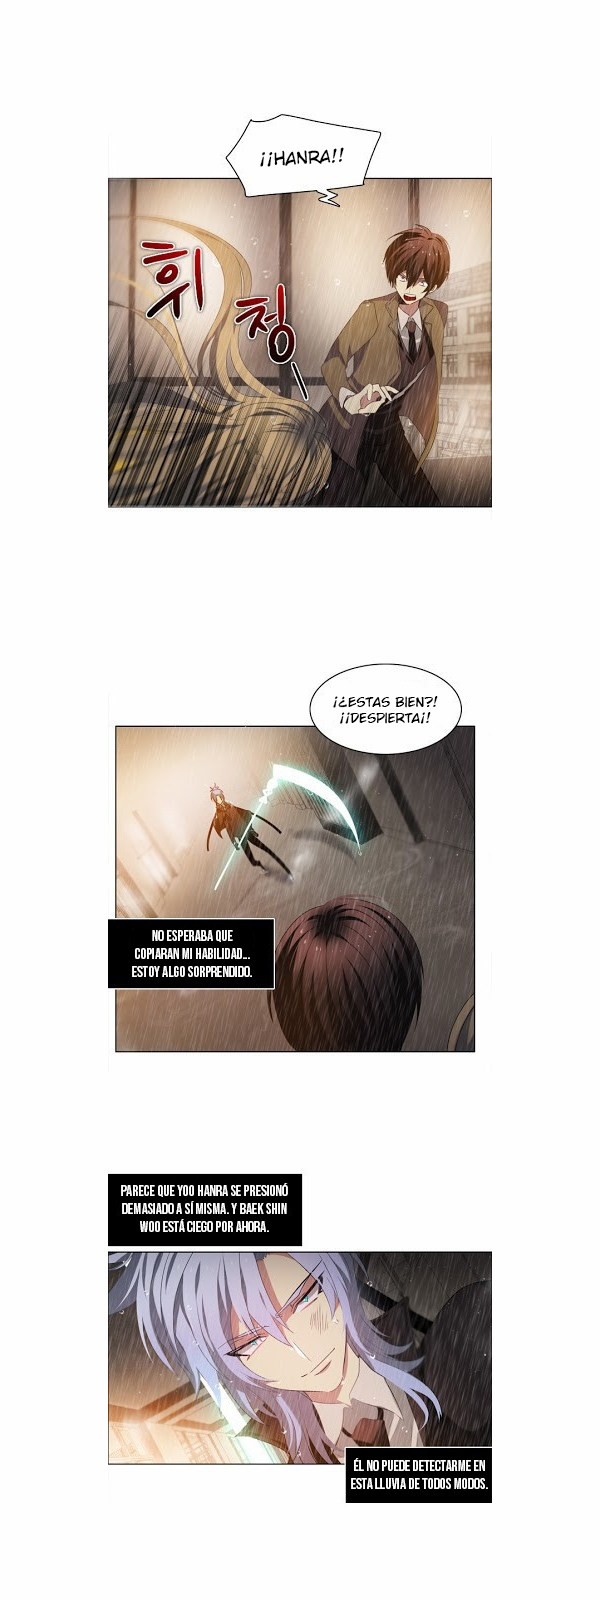 ¡¡HANRA!!
휘
청
¡¿ESTAS BIEN?!
¡¡DESPIERTA¡!
NO ESPERABA QUE
COPIARAN MI HABILIDAD...
ESTOY ALGO SORPRENDIDO.
PARECE QUE YOO HANRA SE PRESIONÓ
DEMASIADO A SÍ MISMA. Y BAEK SHIN
WOO ESTÁ CIEGO POR AHORA.
ÉL NO PUEDE DETECTARME EN
ESTA LLUVIA DE TODOS MODOS.